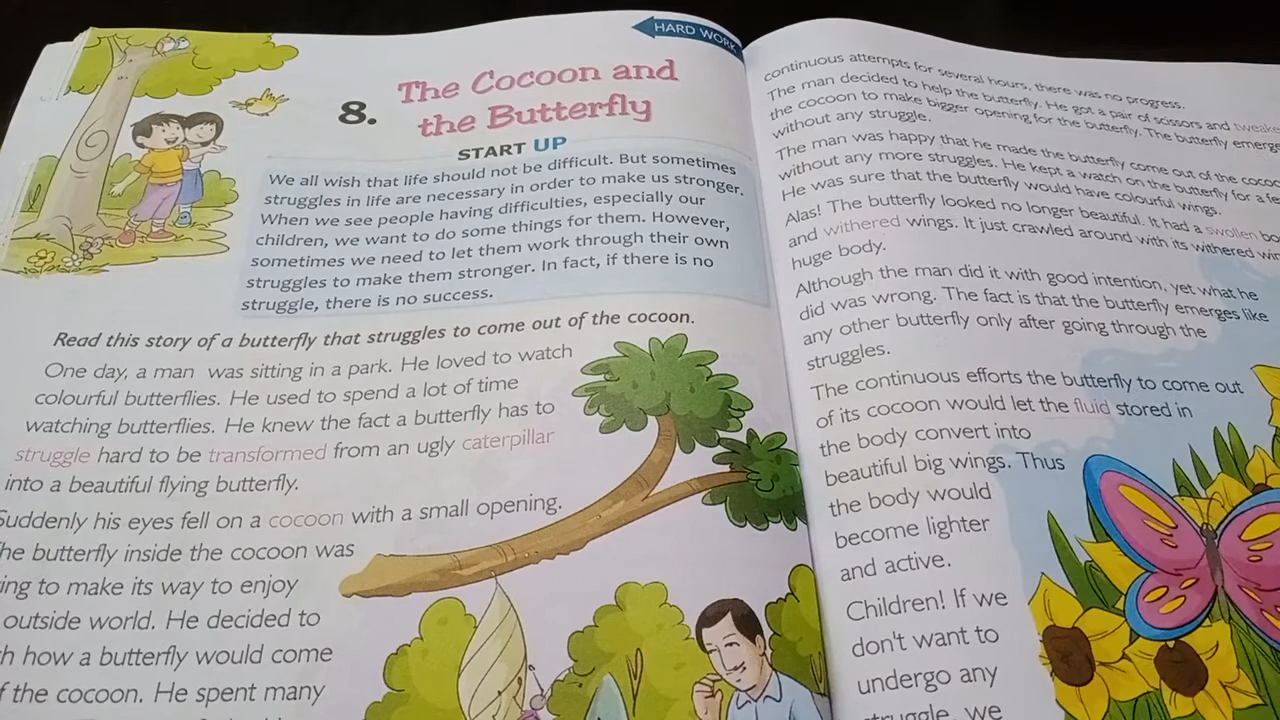 HARD WORK
8. The Cocoon and
the Butterfly
START UP
We all wish that life should not be difficult. But sometimes
struggles in life are necessary in order to make us stronger.
When we see people having difficulties, especially our
children, we want to do some things for them. However,
sometimes we need to let them work through their own
struggles to make them stronger. In fact, if there is no
struggle, there is no success.
Read this story of a butterfly that struggles to come out of the cocoon.
One day, a man was sitting in a park. He loved to watch
colourful butterflies. He used to spend a lot of time
watching butterflies. He knew the fact a butterfly has to
struggle hard to be transformed from an ugly caterpillar
into a beautiful flying butterfly.
Suddenly his eyes fell on a cocoon with a small opening.
The butterfly inside the cocoon was
to make its way to enjoy
outside world. He decided to
how a butterfly would come
the cocoon. He spent many
continuous attempts for several hours, there was no progress.
The man decided to help the butterfly. He got a pair of scissors and
the cocoon to make bigger opening for the butterfly. The butterfly
without any struggle.
The man was happy that he made the butterfly come out of the
without any more struggles. He kept a watch on the butterfly for a
He was sure that the butterfly would have colourful wings.
Alas! The butterfly looked no longer beautiful. It had a swollen
and withered wings. It just crawled around with its withered
huge body.
Although the man did it with good intention, yet what he
did was wrong. The fact is that the butterfly emerges like
any other butterfly only after going through the
struggles.
The continuous efforts the butterfly to come out
of its cocoon would let the fluid stored in
the body convert into
beautiful big wings. Thus
the body would
become lighter
and active.
Children! If we
don't want to
undergo any
struggle, we